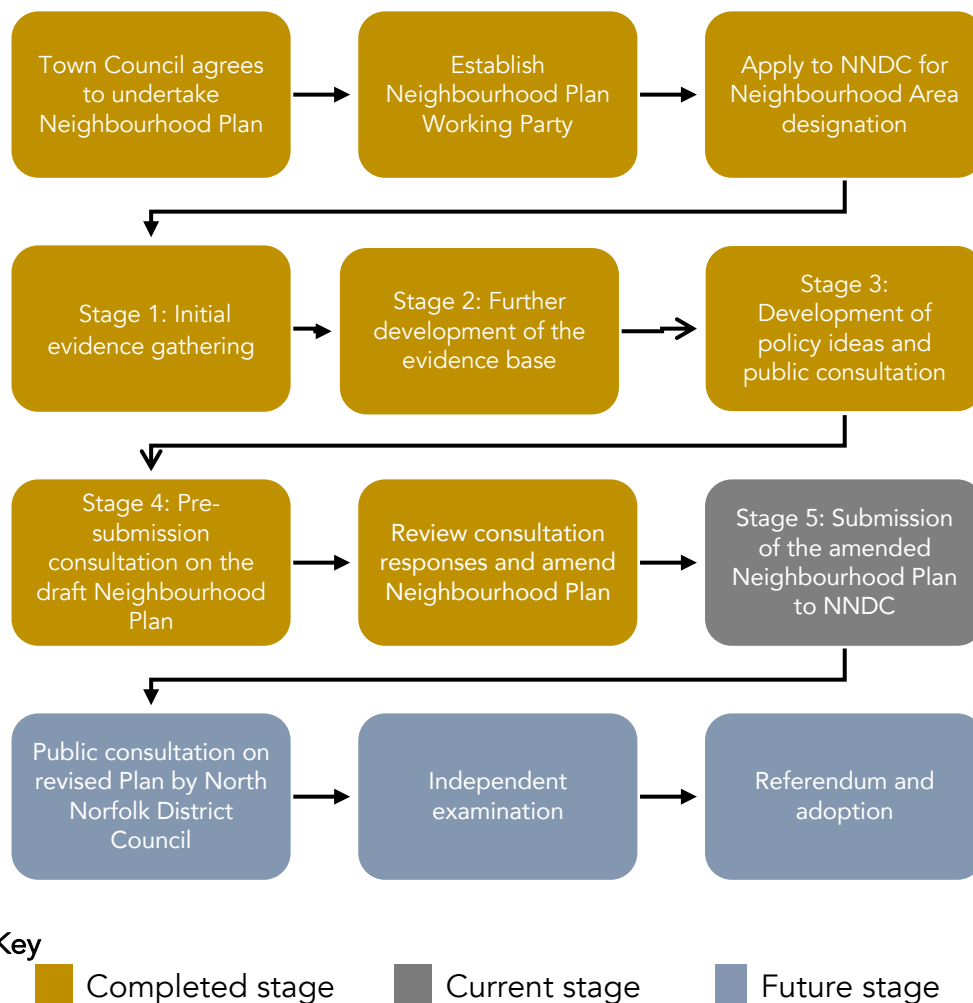 Town Council agrees
to undertake
Neighbourhood Plan
Establish
Neighbourhood Plan
Working Party
Apply to NNDC for
Neighbourhood Area
designation
Stage 1: Initial
evidence gathering
Stage 2: Further
development of the
evidence base
Stage 3:
Development of
policy ideas and
public consultation
Stage 4: Pre-
submission
consultation on the
draft Neighbourhood
Plan
Review consultation
responses and amend
Neighbourhood Plan
Stage 5: Submission
of the amended
Neighbourhood Plan
to NNDC
Public consultation on
revised Plan by North
Norfolk District
Council
Independent
examination
Referendum and
adoption
Key
Completed stage
Current stage
Future stage